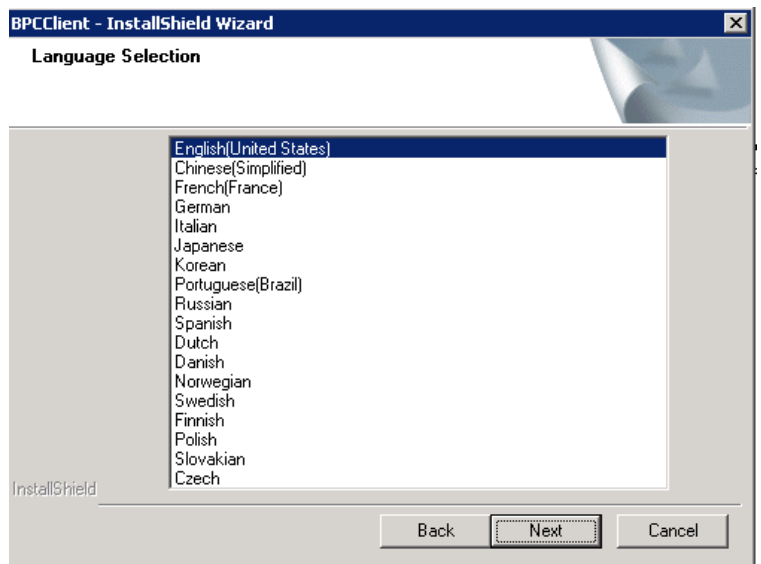 BPCClient - InstallShield Wizard
Language Selection
English(United States)
Chinese(Simplified)
French(France)
German
Italian
Japanese
Korean
Portuguese(Brazil)
Russian
Spanish
Dutch
Danish
Norwegian
Swedish
Finnish
Polish
Slovakian
Czech
InstallShield
Back
Next
Cancel